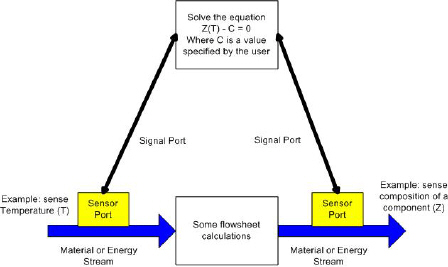 Solve the equation
Z(T) - C = 0
Where C is a value
specified by the user
Signal Port
Signal Port
Example: sense
Temperature (T)
Sensor
Port
Some flowsheet
calculations
Sensor
Port
Example: sense
composition of a
component (Z)
Material or Energy
Stream
Material or Energy
Stream